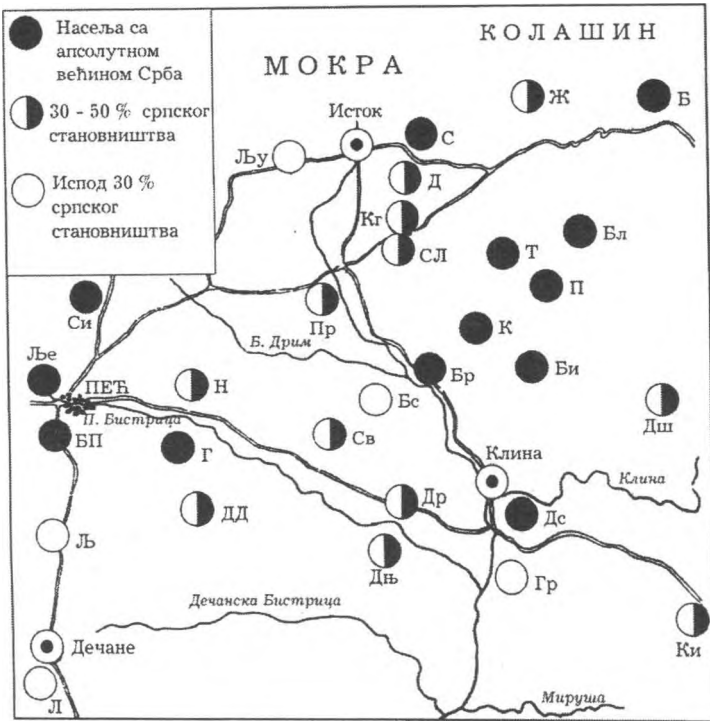 Насеља са
апсолутном
већином Срба
30 - 50 % српског
становништва
Испод 30 %
српског
становништва
КОЛАШИН
МОКРА
Исток
Ж
Б
С
Љу
Д
Кг
СЛ
Бл
Т
П
Си
Пр
К
Б. Дрим
Ље
ПЕЋ
Н
Бр
Би
Бс
Дш
П. Бистрица
БП
Г
Св
Клина
Клина
ДД
Др
Дс
Љ
Дњ
Гр
Дечанска Бистрица
Ки
Дечане
Л
Мируша